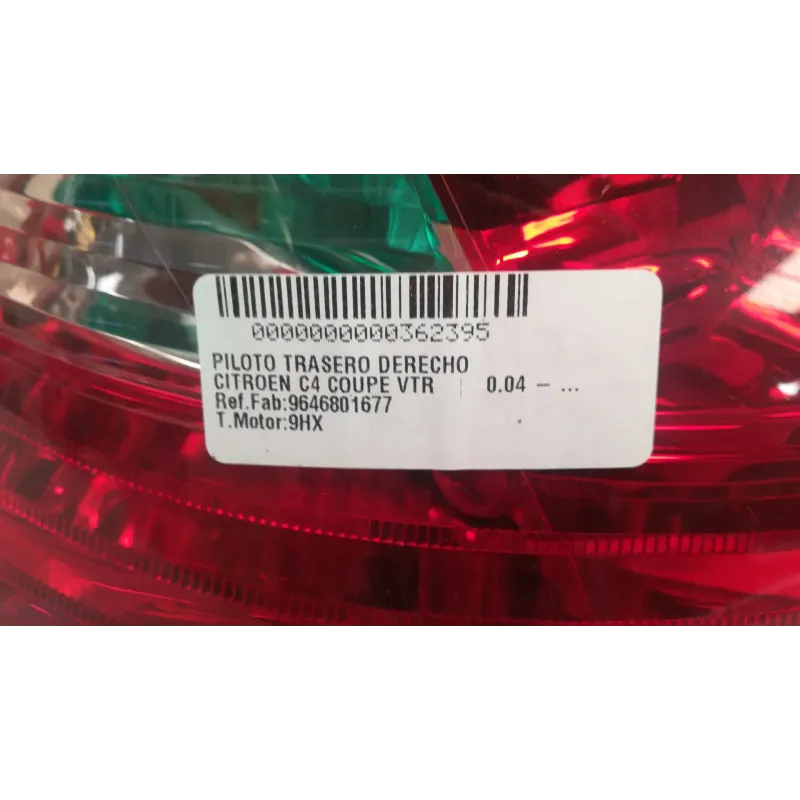 0000000000362395
PILOTO TRASERO DERECHO
CITROEN C4 COUPE VTR | 0.04 - ...
Ref.Fab:9646801677
T.Motor:9HX